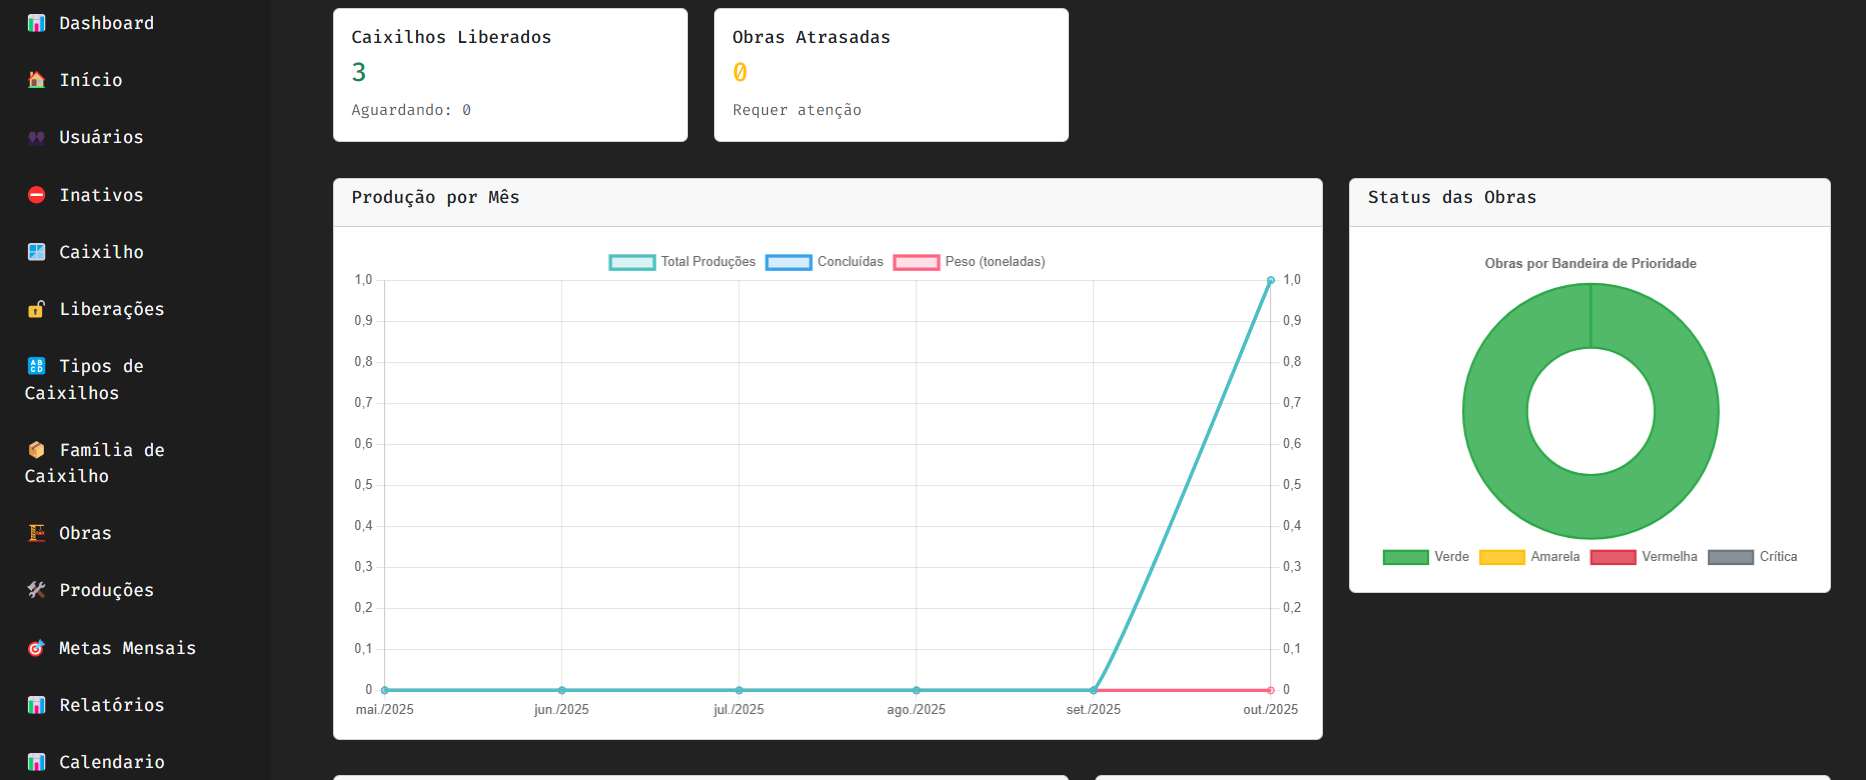 Dashboard
Início
Usuários
Inativos
Caixilho
Liberações
Tipos de
Caixilhos
Família de
Caixilho
Obras
Produções
Metas Mensais
Relatórios
Calendario
Caixilhos Liberados
3
Aguardando: 0
Obras Atrasadas
0
Requer atenção
Produção por Mês
Total Produções Concluídas Peso (toneladas)
1,0 1,0
0,9 0,9
0,8 0,8
0,7 0,7
0,6 0,6
0,5 0,5
0,4 0,4
0,3 0,3
0,2 0,2
0,1 0,1
0 0
mai./2025 jun./2025 jul./2025 ago./2025 set./2025 out./2025
Status das Obras
Obras por Bandeira de Prioridade
Verde Amarela Vermelha Crítica